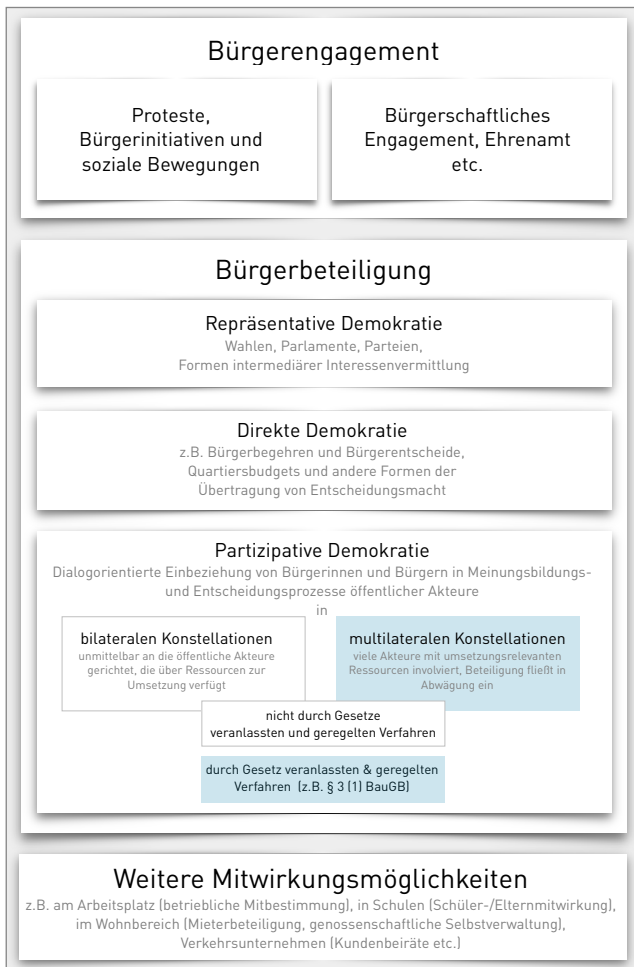 Bürgerengagement
Proteste,
Bürgerinitiativen und
soziale Bewegungen
Bürgerschaftliches
Engagement, Ehrenamt
etc.
Bürgerbeteiligung
Repräsentative Demokratie
Wahlen, Parlamente, Parteien,
Formen intermediärer Interessenvermittlung
Direkte Demokratie
z.B. Bürgerbegehren und Bürgerentscheide,
Quartiersbudgets und andere Formen der
Übertragung von Entscheidungsmacht
Partizipative Demokratie
Dialogorientierte Einbeziehung von Bürgerinnen und Bürgern in Meinungsbildungs-
und Entscheidungsprozesse öffentlicher Akteure
in
bilateralen Konstellationen
unmittelbar an die öffentliche Akteure
gerichtet, die über Ressourcen zur
Umsetzung verfügt
multilateralen Konstellationen
viele Akteure mit umsetzungsrelevanten
Ressourcen involviert, Beteiligung fließt in
Abwägung ein
nicht durch Gesetze
veranlassten und geregelten Verfahren
durch Gesetz veranlassten & geregelten
Verfahren (z.B. § 3 (1) BauGB)
Weitere Mitwirkungsmöglichkeiten
z.B. am Arbeitsplatz (betriebliche Mitbestimmung), in Schulen (Schüler-/Elternmitwirkung),
im Wohnbereich (Mieterbeteiligung, genossenschaftliche Selbstverwaltung),
Verkehrsunternehmen (Kundenbeiräte etc.)